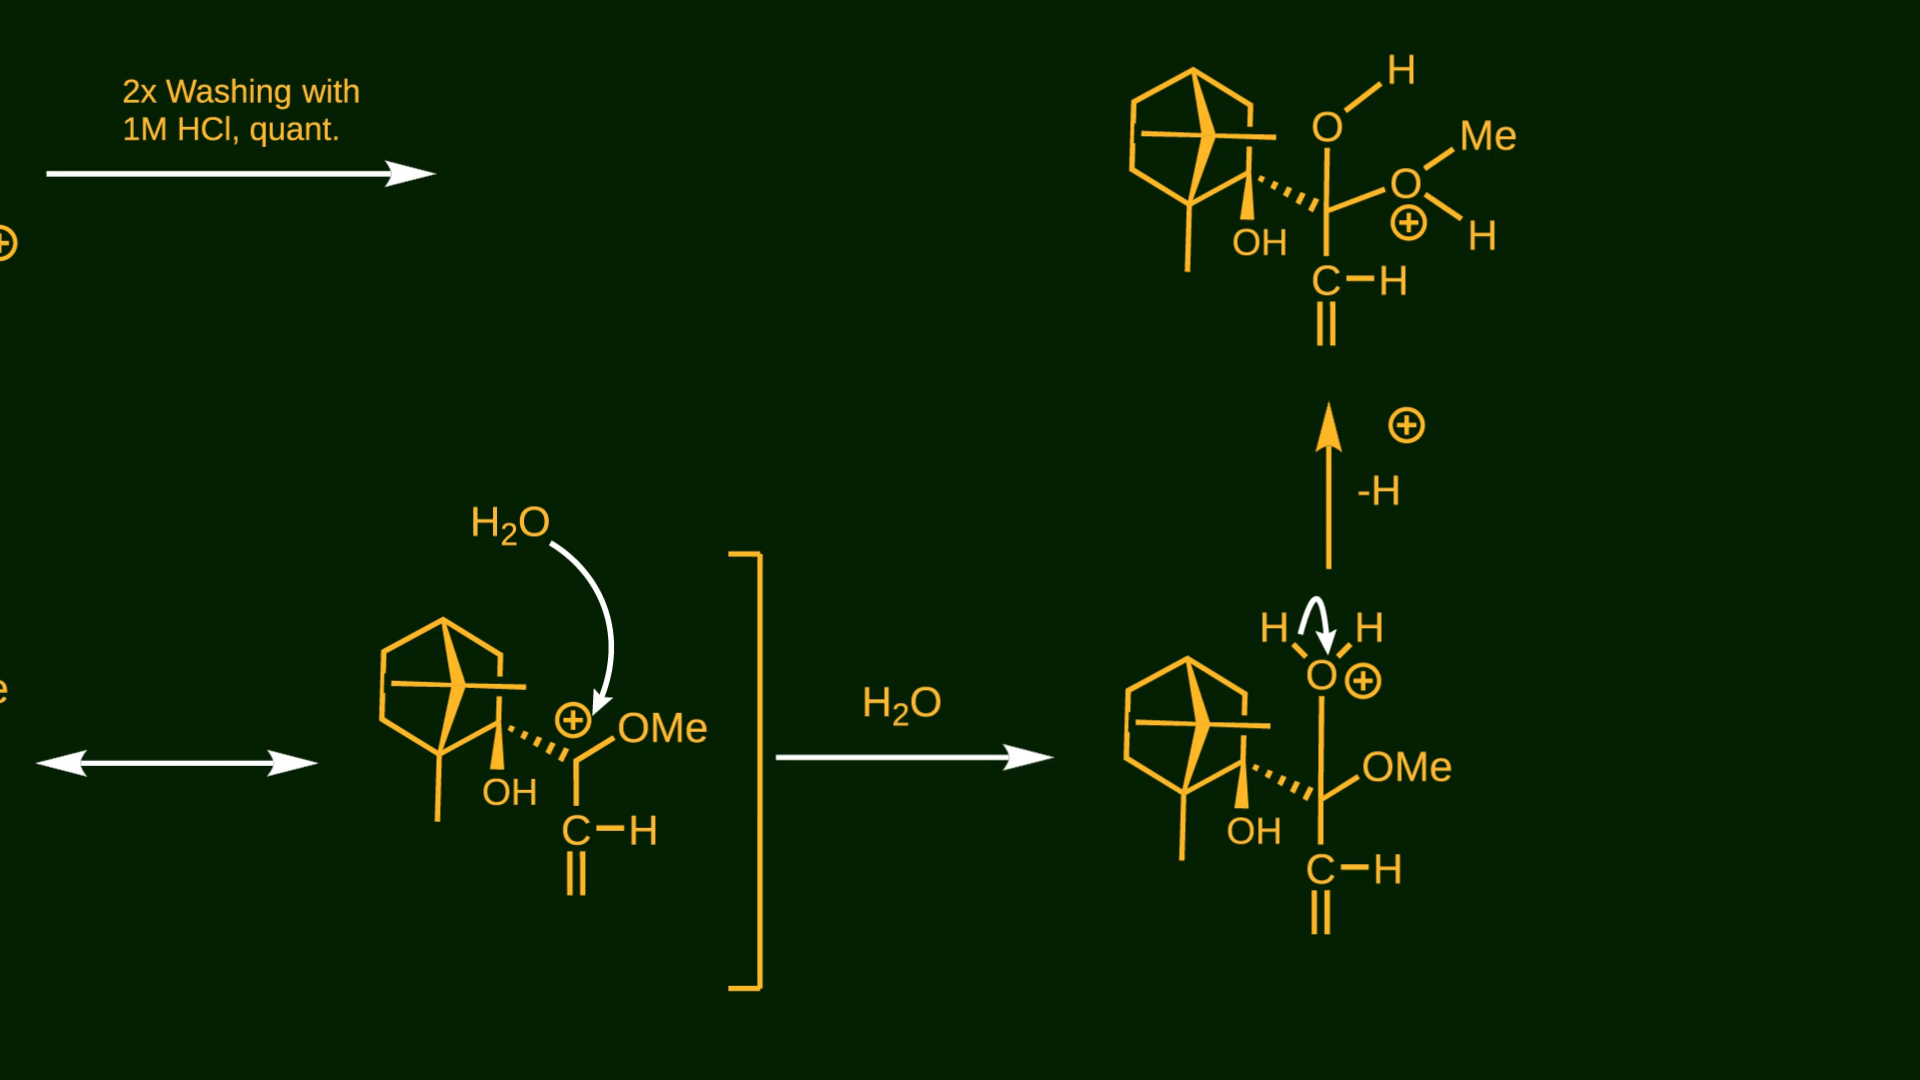 2x Washing with
1M HCl, quant.
H
O
Me
O
⊕
H
OH
C H
⊕
⊕
-H
H₂O
H H
O ⊕
⊕
OMe
H₂O
OMe
OH
OH
C H
C H